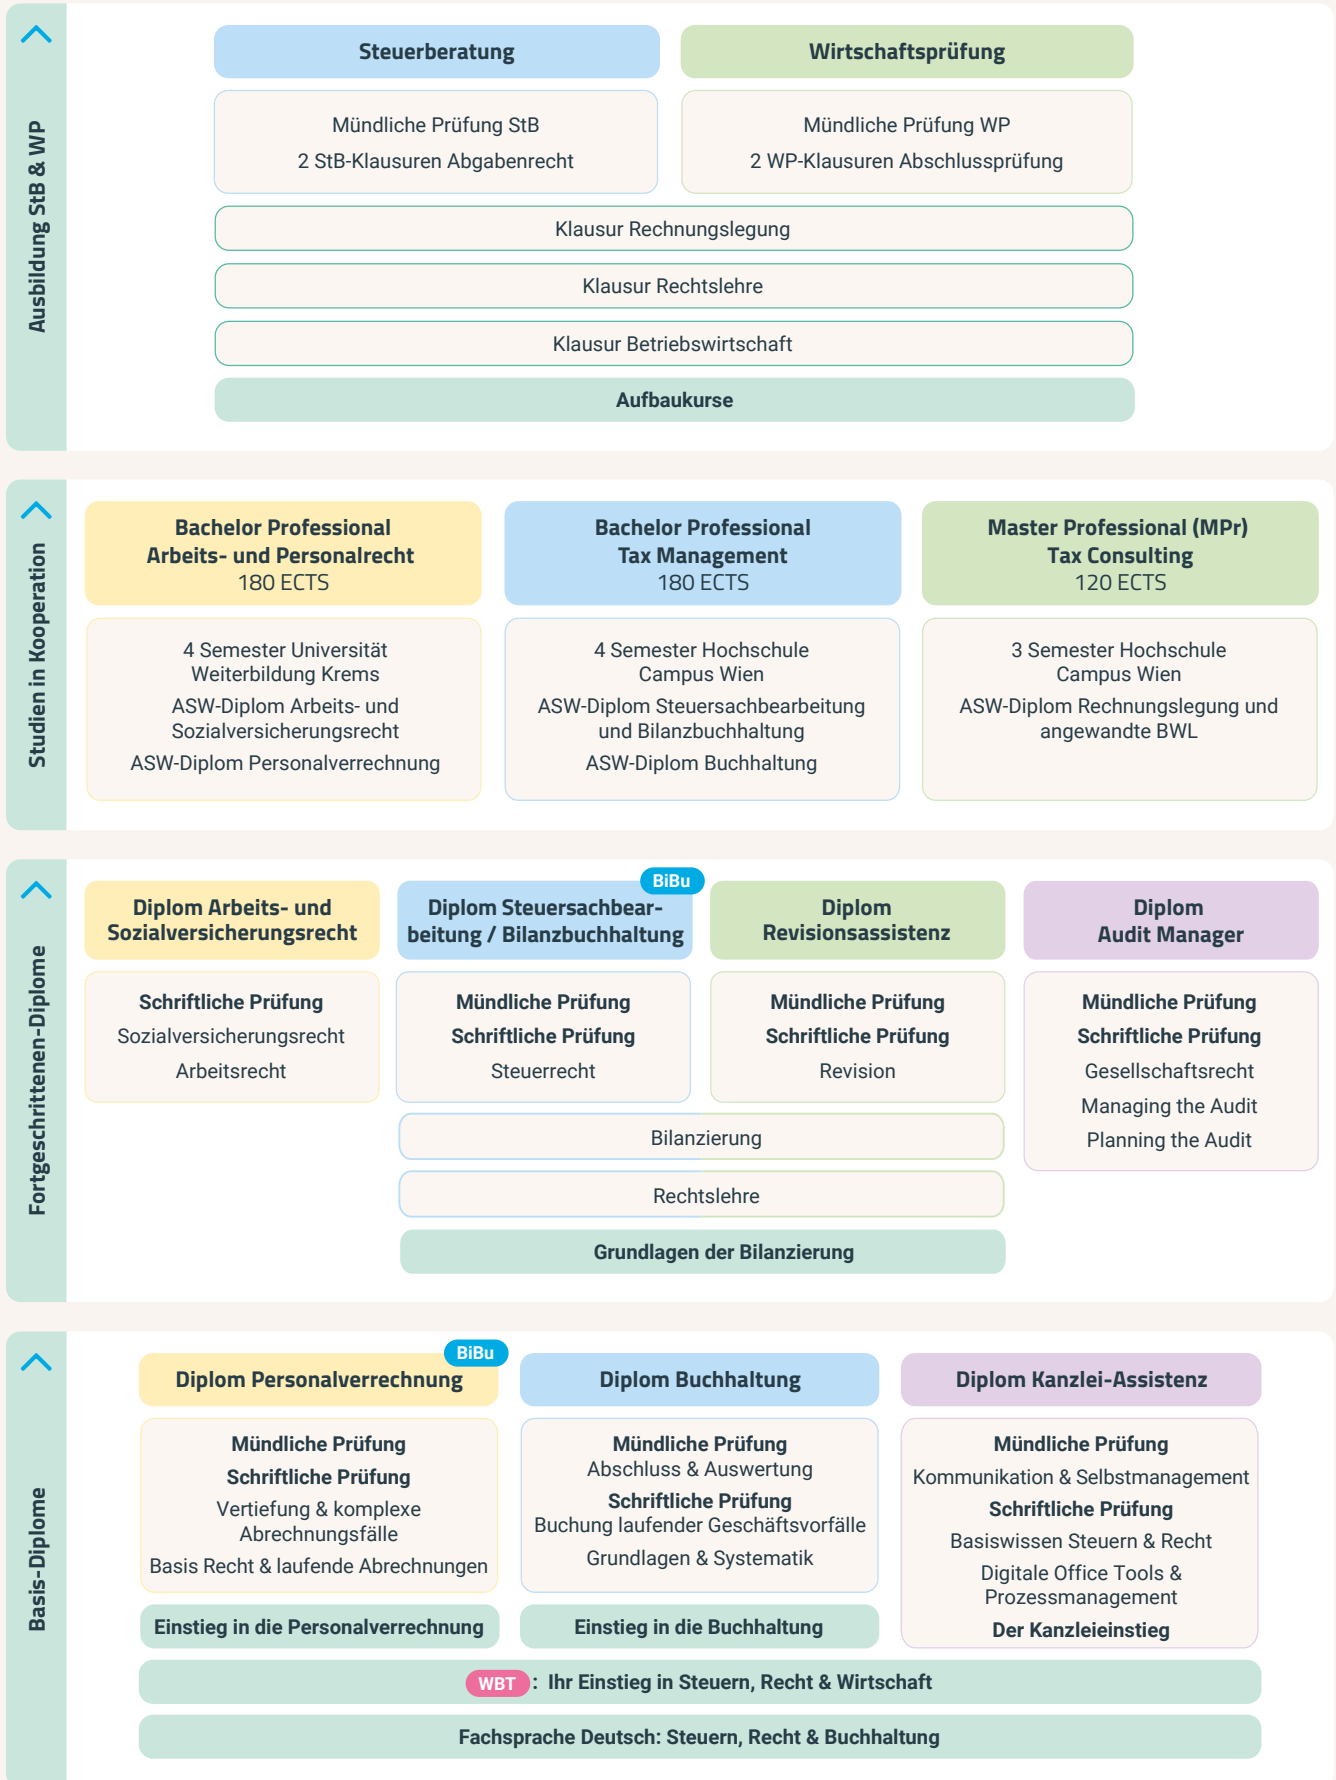 Ausbildung StB & WP
Steuerberatung
Wirtschaftsprüfung
Mündliche Prüfung StB
2 StB-Klausuren Abgabenrecht
Mündliche Prüfung WP
2 WP-Klausuren Abschlussprüfung
Klausur Rechnungslegung
Klausur Rechtslehre
Klausur Betriebswirtschaft
Aufbaukurse
Studien in Kooperation
Bachelor Professional
Arbeits- und Personalrecht
180 ECTS
4 Semester Universität
Weiterbildung Krems
ASW-Diplom Arbeits- und
Sozialversicherungsrecht
ASW-Diplom Personalverrechnung
Bachelor Professional
Tax Management
180 ECTS
4 Semester Hochschule
Campus Wien
ASW-Diplom Steuersachbearbeitung
und Bilanzbuchhaltung
ASW-Diplom Buchhaltung
Master Professional (MPr)
Tax Consulting
120 ECTS
3 Semester Hochschule
Campus Wien
ASW-Diplom Rechnungslegung und
angewandte BWL
Fortgeschrittenen-Diplome
Diplom Arbeits- und
Sozialversicherungsrecht
Schriftliche Prüfung
Sozialversicherungsrecht
Arbeitsrecht
BiBu
Diplom Steuersachbear-
beitung / Bilanzbuchhaltung
Mündliche Prüfung
Schriftliche Prüfung
Steuerrecht
Diplom
Revisionsassistenz
Mündliche Prüfung
Schriftliche Prüfung
Revision
Diplom
Audit Manager
Mündliche Prüfung
Schriftliche Prüfung
Gesellschaftsrecht
Managing the Audit
Planning the Audit
Bilanzierung
Rechtslehre
Grundlagen der Bilanzierung
Basis-Diplome
BiBu
Diplom Personalverrechnung
Mündliche Prüfung
Schriftliche Prüfung
Vertiefung & komplexe
Abrechnungsfälle
Basis Recht & laufende Abrechnungen
Einstieg in die Personalverrechnung
Diplom Buchhaltung
Mündliche Prüfung
Abschluss & Auswertung
Schriftliche Prüfung
Buchung laufender Geschäftsvorfälle
Grundlagen & Systematik
Einstieg in die Buchhaltung
Diplom Kanzlei-Assistenz
Mündliche Prüfung
Kommunikation & Selbstmanagement
Schriftliche Prüfung
Basiswissen Steuern & Recht
Digitale Office Tools &
Prozessmanagement
Der Kanzleieinstieg
WBT : Ihr Einstieg in Steuern, Recht & Wirtschaft
Fachsprache Deutsch: Steuern, Recht & Buchhaltung